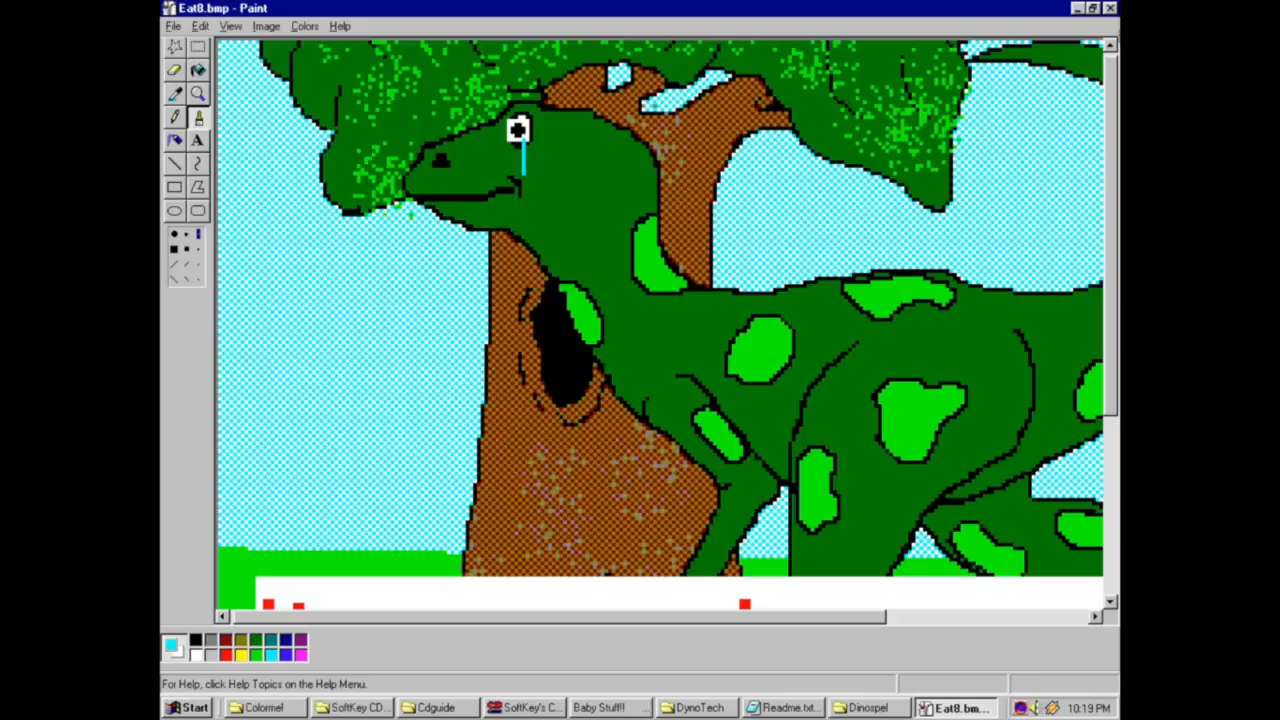 Eat8.bmp - Paint
File Edit View Image Colors Help
A
For Help, click Help Topics on the Help Menu.
Start Colormel SoftKey CD... Cdguide SoftKey's C... Baby Stuff!! ... DynoTech Readme.txt... Dinospel Eat8.bm... 10:19 PM